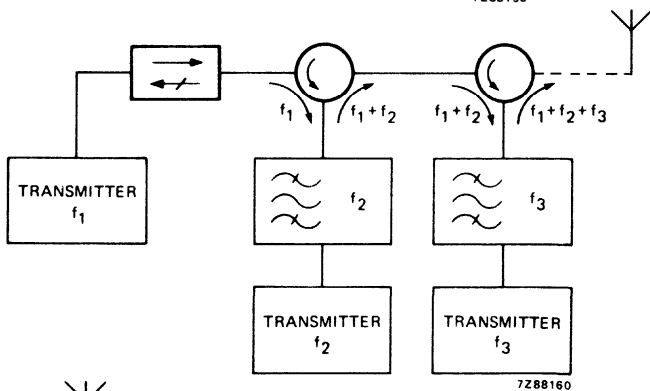 f1
f1+f2
f1+f2
f1+f2+f3
TRANSMITTER
f1
f2
f3
TRANSMITTER
f2
TRANSMITTER
f3
7Z88160